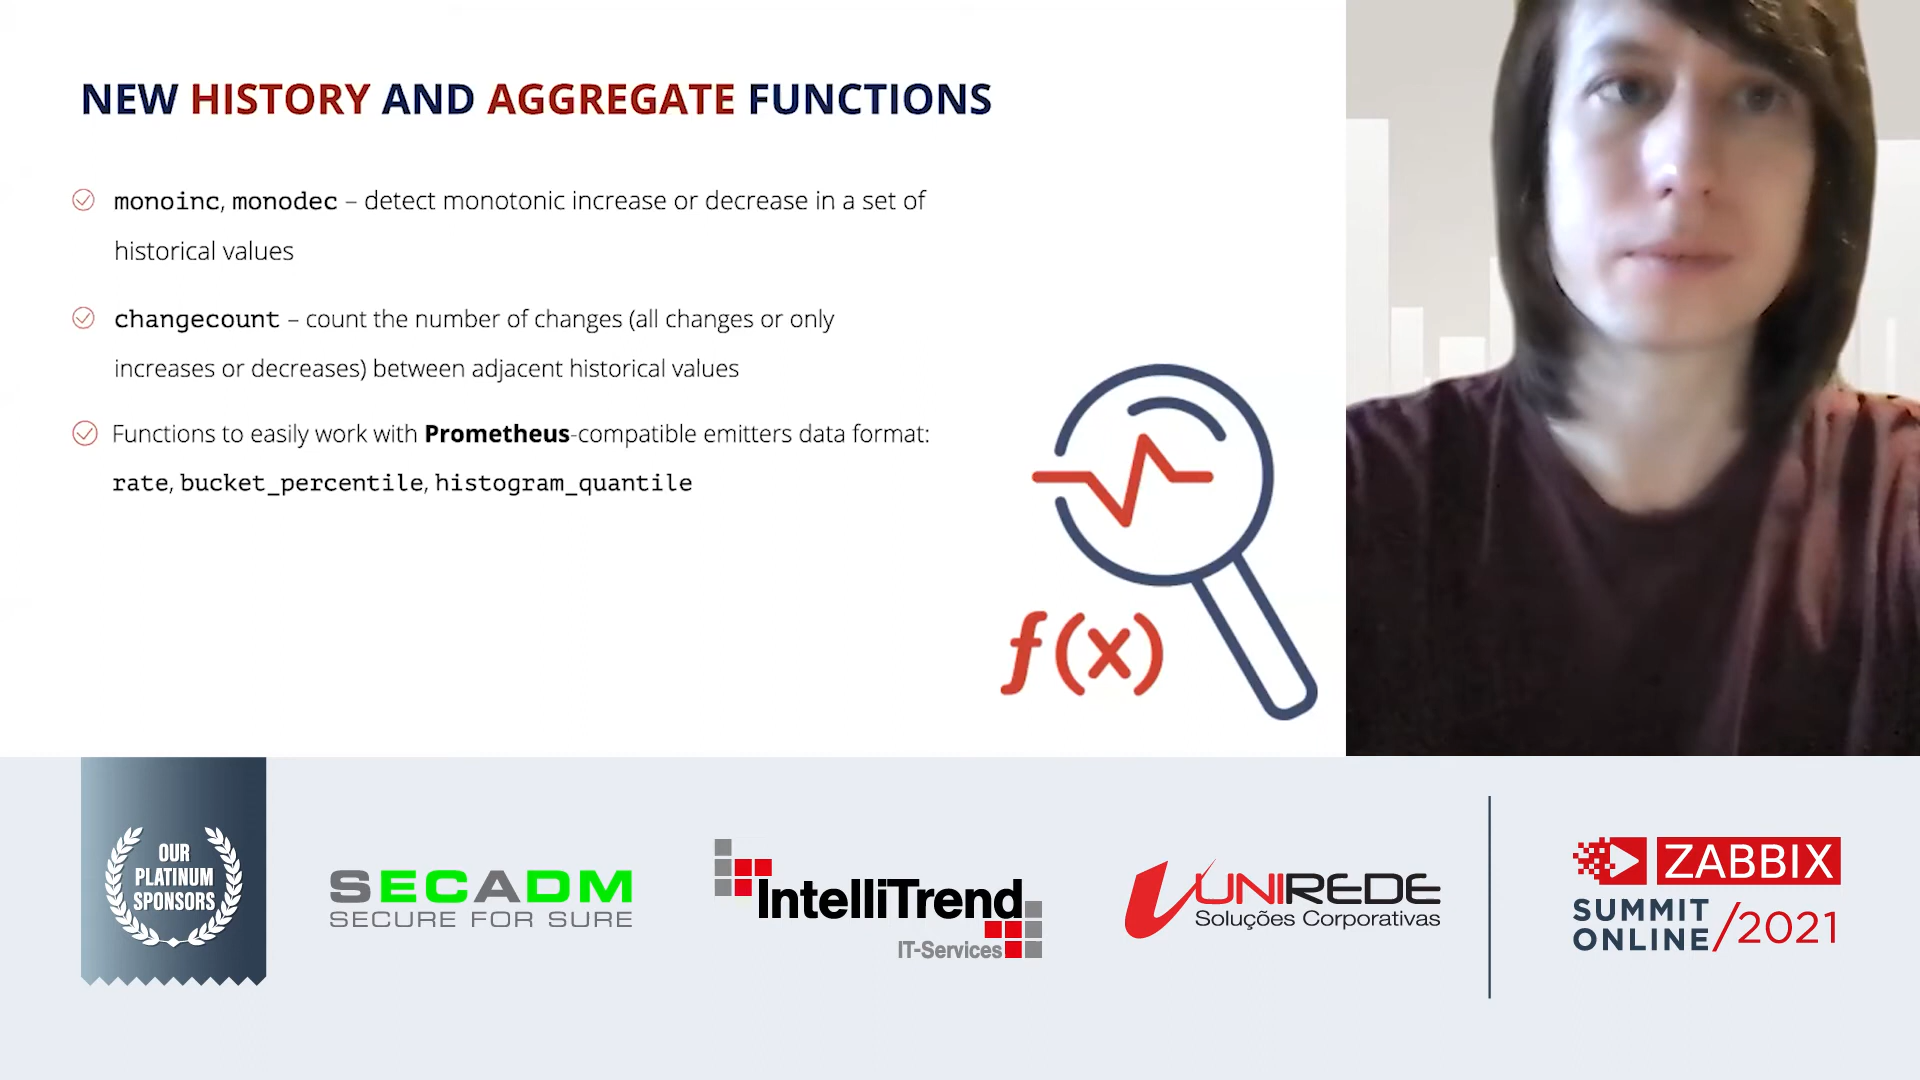 NEW HISTORY AND AGGREGATE FUNCTIONS
monoinc, monodec – detect monotonic increase or decrease in a set of
historical values
changecount – count the number of changes (all changes or only
increases or decreases) between adjacent historical values
Functions to easily work with Prometheus-compatible emitters data format:
rate, bucket_percentile, histogram_quantile
f(x)
OUR
PLATINUM
SPONSORS
SECADM
SECURE FOR SURE
IntelliTrend
IT-Services
UNIREDE
Soluções Corporativas
ZABBIX
SUMMIT
ONLINE/2021